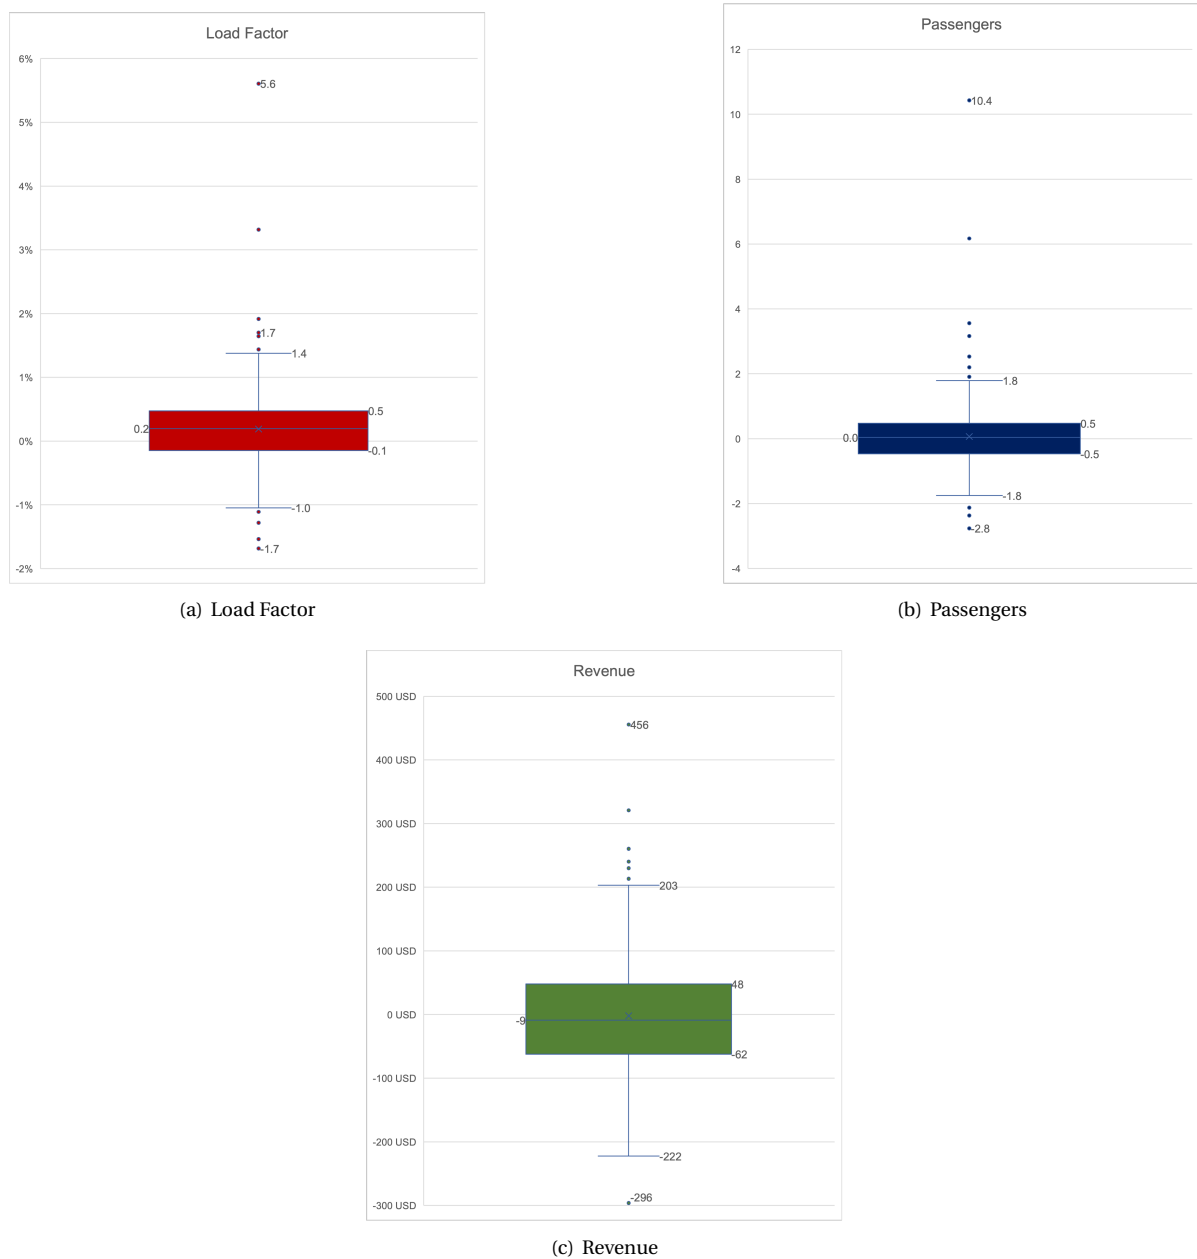 Load Factor
6%
5.6
5%
4%
3%
2%
1.7
1.4
1%
0.5
0.2
0%
-0.1
-1%
-1.0
-1.7
-2%
(a) Load Factor
Passengers
12
10.4
10
8
6
4
2
1.8
0.5
0.0
0
-0.5
-1.8
-2
-2.8
-4
(b) Passengers
Revenue
500 USD
456
400 USD
300 USD
200 USD
203
100 USD
48
0 USD
-9
-62
-100 USD
-200 USD
-222
-296
-300 USD
(c) Revenue